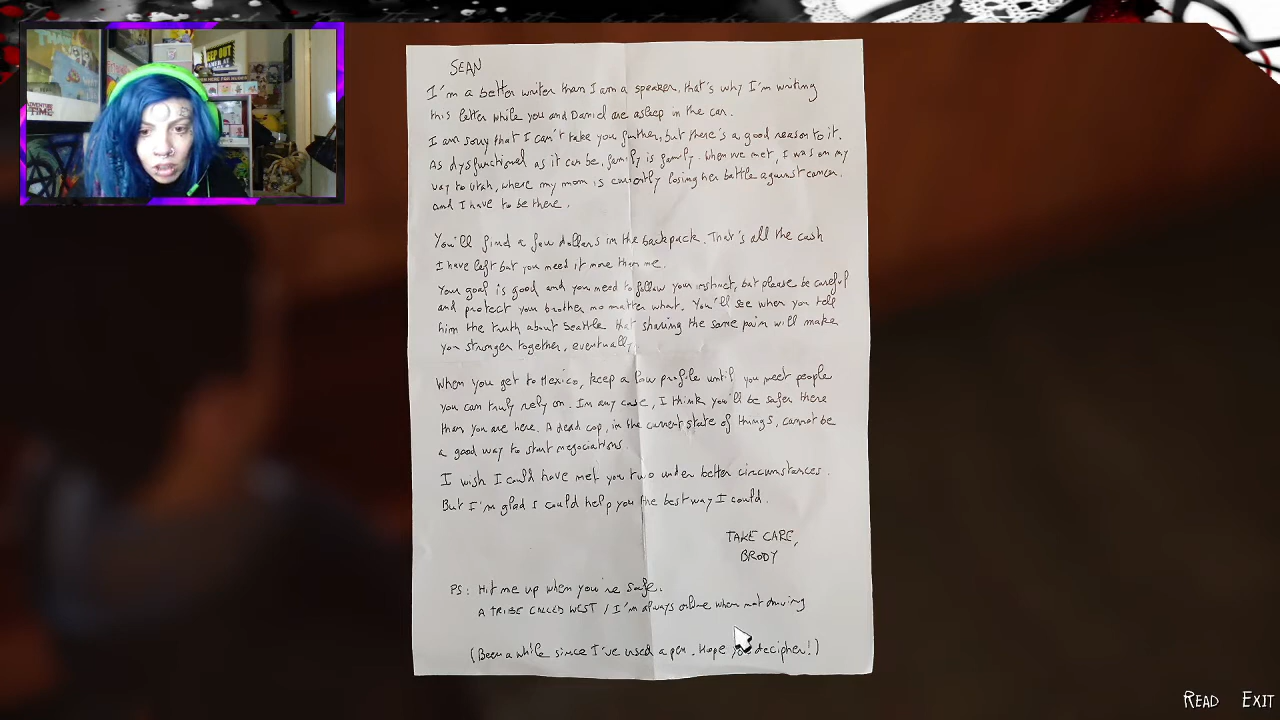 KEEP OUT
ADVENTURE
TIME
SEAN
I'm a better writer than I am a speaker, that's why I'm writing
this letter while you and Daniel are asleep in the car.
I am sorry that I can't take you further, but there's a good reason to it.
As dysfunctional as it can be, family is family. When we met, I was on my
way to Utah, where my mom is currently losing her battle against cancer.
and I have to be there.
You'll find a few dollars in the backpack. That's all the cash
I have left but you need it more than me.
Your goal is good and you need to follow your instinct, but please be careful
and protect your brother no matter what. You'll see when you tell
him the truth about Seattle that sharing the same pain will make
you stronger together, eventually.
When you get to Mexico, keep a low profile until you meet people
you can truly rely on. In any case, I think you'll be safer there
than you are here. A dead cop, in the current state of things, cannot be
a good way to start negociations.
I wish I could have met you two under better circumstances.
But I'm glad I could help you the best way I could.
TAKE CARE,
BRODY
PS: Hit me up when you're safe.
A TRIBE CALLED WEST / I'm always online when not driving
(Been a while since I've used a pen. Hope you decipher!)
READ EXIT